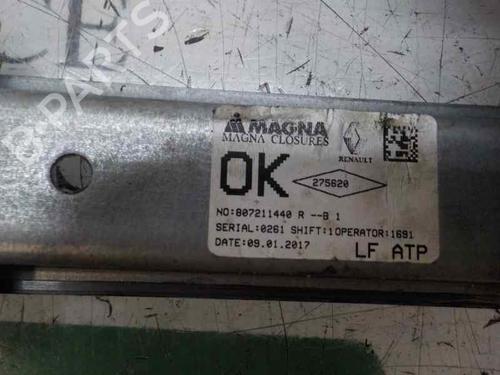 B-PARTS
MAGNA
MAGNA CLOSURES
RENAULT
OK
275620
NO:807211440 R --B 1
SERIAL:0261 SHIFT:1OPERATOR:1691
DATE:09.01.2017
LF ATP